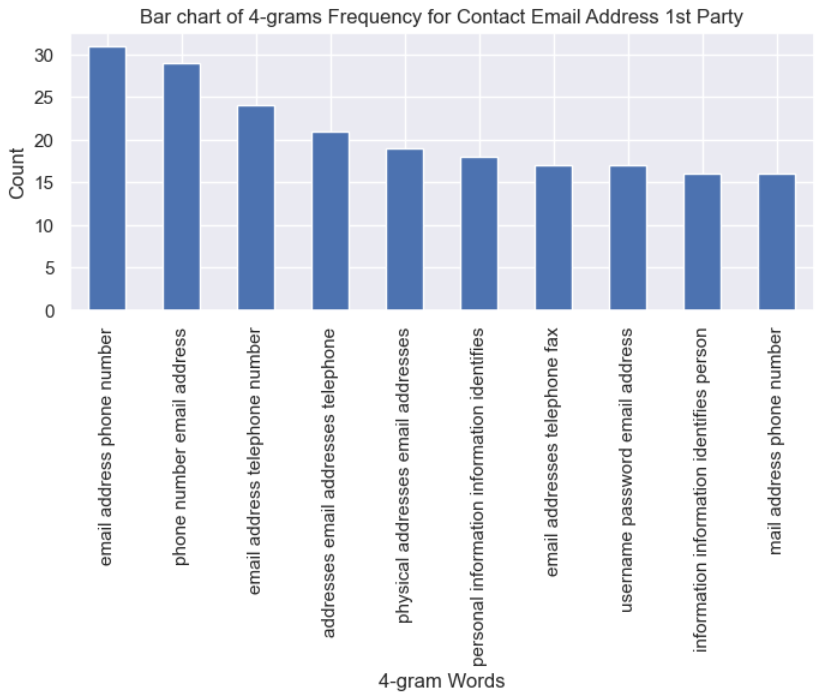 Bar chart of 4-grams Frequency for Contact Email Address 1st Party
Count
30
25
20
15
10
5
0
email address phone number
phone number email address
email address telephone number
addresses email addresses telephone
physical addresses email addresses
personal information information identifies
email addresses telephone fax
username password email address
information information identifies person
mail address phone number
4-gram Words